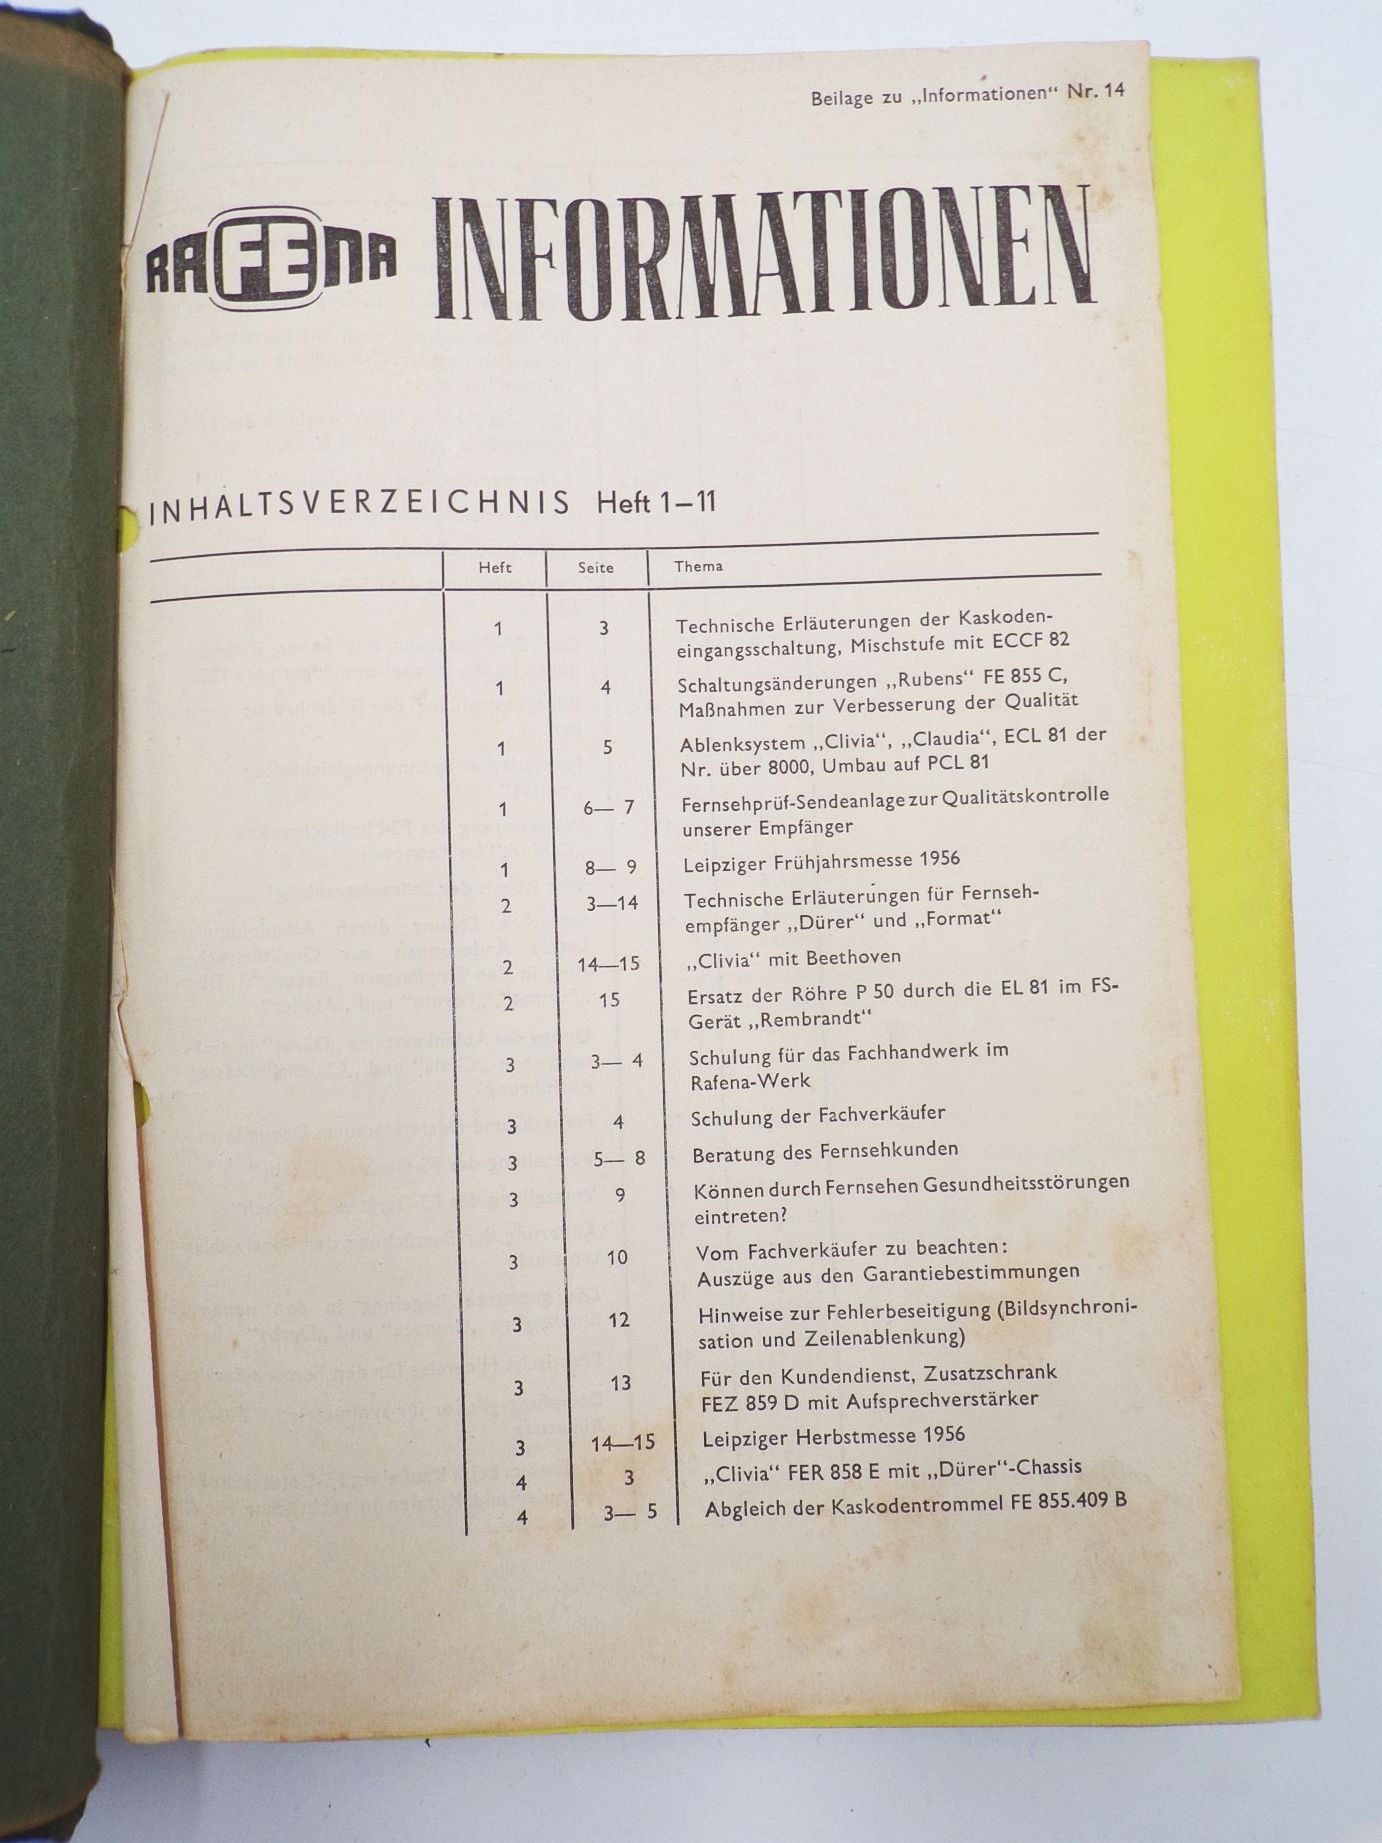 Beilage zu „Informationen“ Nr. 14
RAFENA INFORMATIONEN
INHALTSVERZEICHNIS Heft 1–11
Heft Seite Thema
1 3 Technische Erläuterungen der Kaskoden-
eingangsschaltung, Mischstufe mit ECCF 82
1 4 Schaltungsänderungen „Rubens“ FE 855 C,
Maßnahmen zur Verbesserung der Qualität
1 5 Ablenksystem „Clivia“, „Claudia“, ECL 81 der
Nr. über 8000, Umbau auf PCL 81
1 6— 7 Fernsehprüf-Sendeanlage zur Qualitätskontrolle
unserer Empfänger
1 8— 9 Leipziger Frühjahrsmesse 1956
2 3—14 Technische Erläuterungen für Fernseh-
empfänger „Dürer“ und „Format“
2 14—15 „Clivia“ mit Beethoven
2 15 Ersatz der Röhre P 50 durch die EL 81 im FS-
Gerät „Rembrandt“
3 3— 4 Schulung für das Fachhandwerk im
Rafena-Werk
3 4 Schulung der Fachverkäufer
3 5— 8 Beratung des Fernsehkunden
3 9 Können durch Fernsehen Gesundheitsstörungen
eintreten?
3 10 Vom Fachverkäufer zu beachten:
Auszüge aus den Garantiebestimmungen
3 12 Hinweise zur Fehlerbeseitigung (Bildsynchroni-
sation und Zeilenablenkung)
3 13 Für den Kundendienst, Zusatzschrank
FEZ 859 D mit Aufsprechverstärker
3 14—15 Leipziger Herbstmesse 1956
4 3 „Clivia“ FER 858 E mit „Dürer“-Chassis
4 3— 5 Abgleich der Kaskodentrommel FE 855.409 B